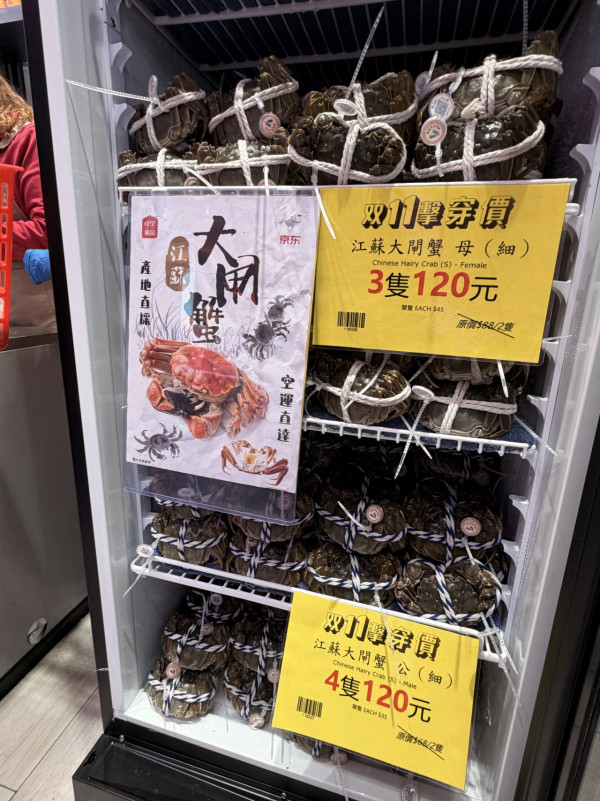 大閘蟹
江蘇
京东
產地直採
空運直達
双11擊穿價
江蘇大閘蟹 母（細）
Chinese Hairy Crab (S) - Female
3隻120元
單隻 EACH $45
原價$88/2隻
双11擊穿價
江蘇大閘蟹 公（細）
Chinese Hairy Crab (S) - Male
4隻120元
單隻 EACH $35
原價$68/2隻